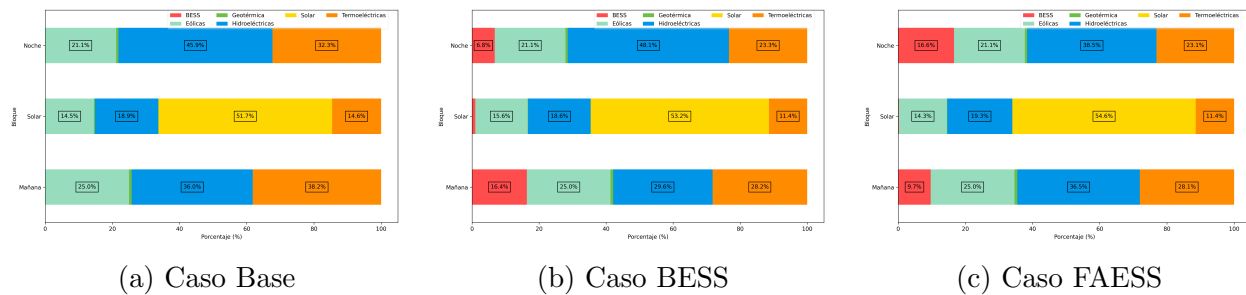 BESS Geotérmica Solar Termoeléctricas
Eólicas Hidroeléctricas
Noche 21.1% 45.9% 32.3%
Bloque
Solar 14.5% 18.9% 51.7% 14.6%
Mañana 25.0% 36.0% 38.2%
0 20 40 60 80 100
Porcentaje (%)
(a) Caso Base
BESS Geotérmica Solar Termoeléctricas
Eólicas Hidroeléctricas
Noche 6.8% 21.1% 48.1% 23.3%
Bloque
Solar 15.6% 18.6% 53.2% 11.4%
Mañana 16.4% 25.0% 29.6% 28.2%
0 20 40 60 80 100
Porcentaje (%)
(b) Caso BESS
BESS Geotérmica Solar Termoeléctricas
Eólicas Hidroeléctricas
Noche 16.6% 21.1% 38.5% 23.1%
Bloque
Solar 14.3% 19.3% 54.6% 11.4%
Mañana 9.7% 25.0% 36.5% 28.1%
0 20 40 60 80 100
Porcentaje (%)
(c) Caso FAESS